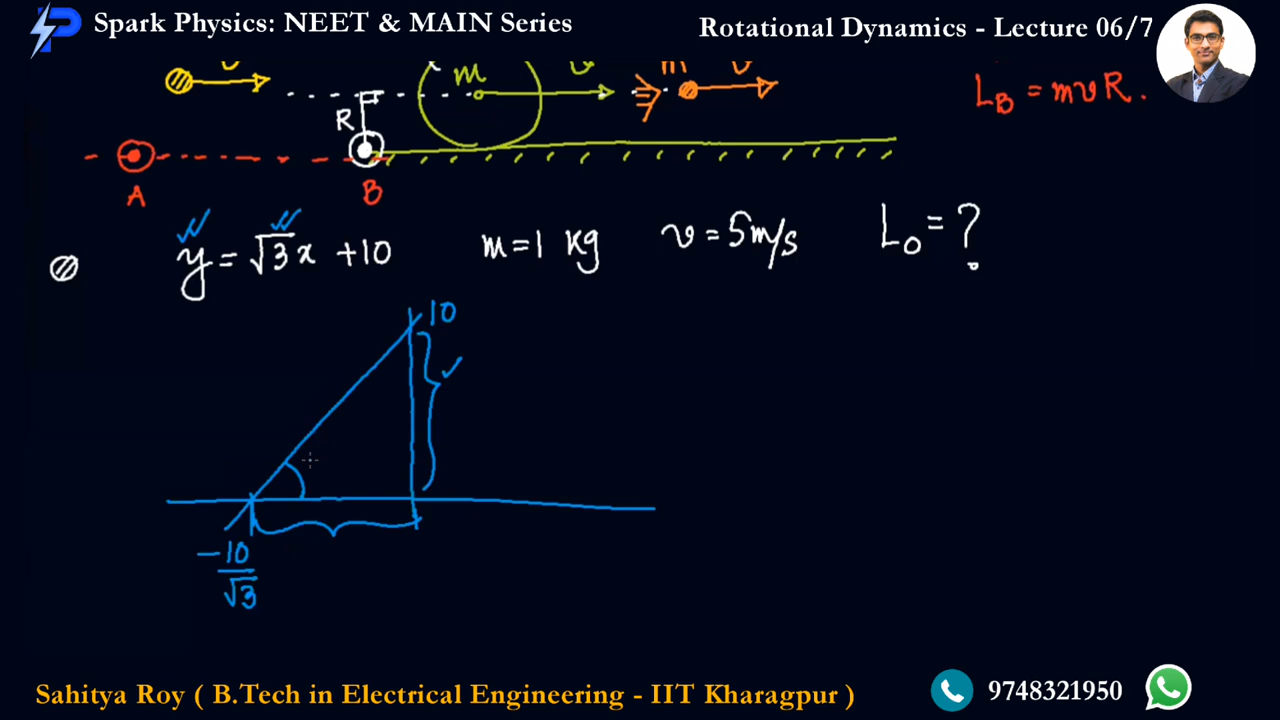 Spark Physics: NEET & MAIN Series
Rotational Dynamics - Lecture 06/7
m
m
L_B = mvR.
R
A
B
y = √3x + 10
m = 1 kg
v = 5m/s
L_0 = ?
10
-10/√3
Sahitya Roy ( B.Tech in Electrical Engineering - IIT Kharagpur )
9748321950